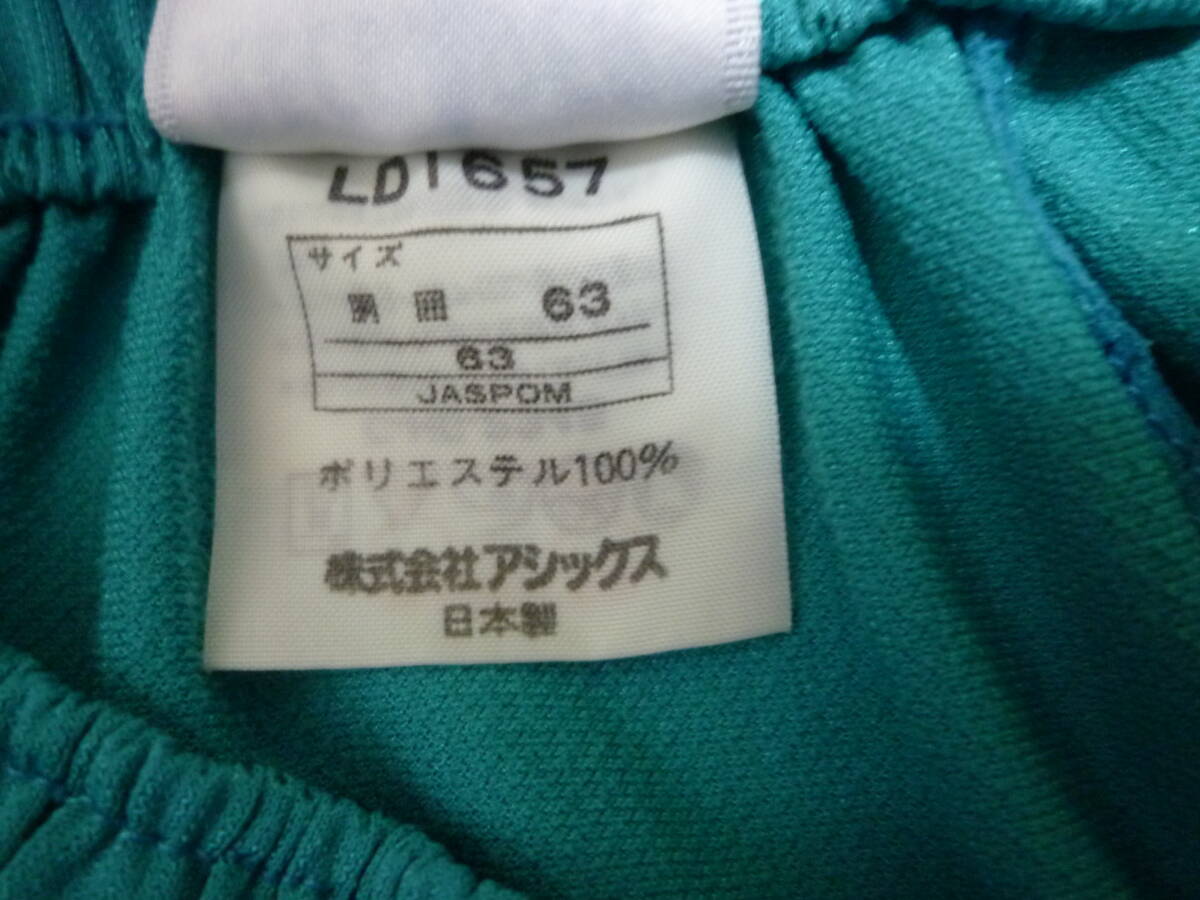 LD1657
サイズ
胴囲 63
63
JASPOM
ポリエステル100%
株式会社アシックス
日本製